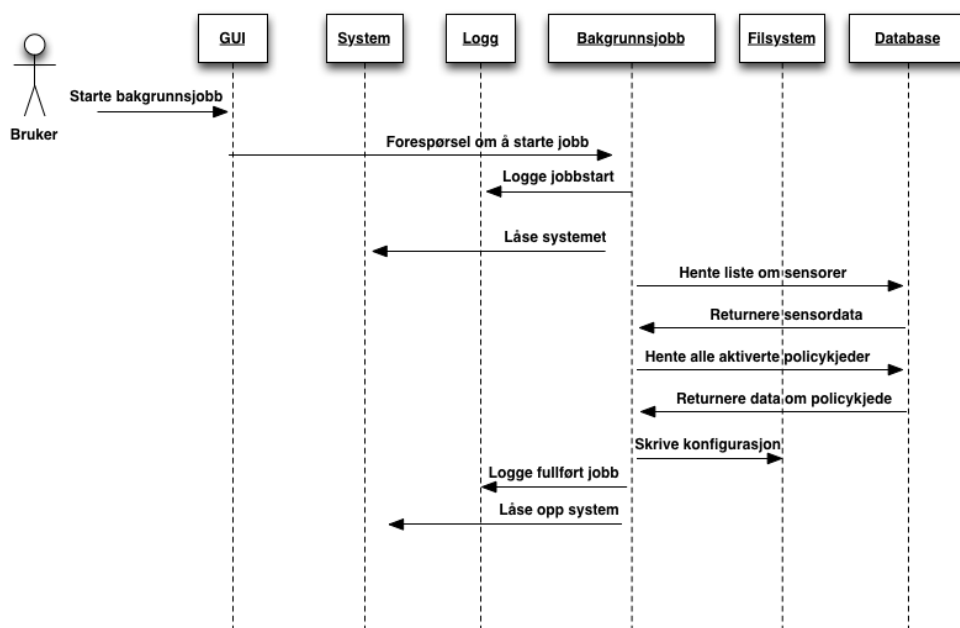 GUI
System
Logg
Bakgrunnsjobb
Filsystem
Database
Bruker
Starte bakgrunnsjobb
Forespørsel om å starte jobb
Logge jobbstart
Låse systemet
Hente liste om sensorer
Returnere sensordata
Hente alle aktiverte policykjeder
Returnere data om policykjede
Skrive konfigurasjon
Logge fullført jobb
Låse opp system